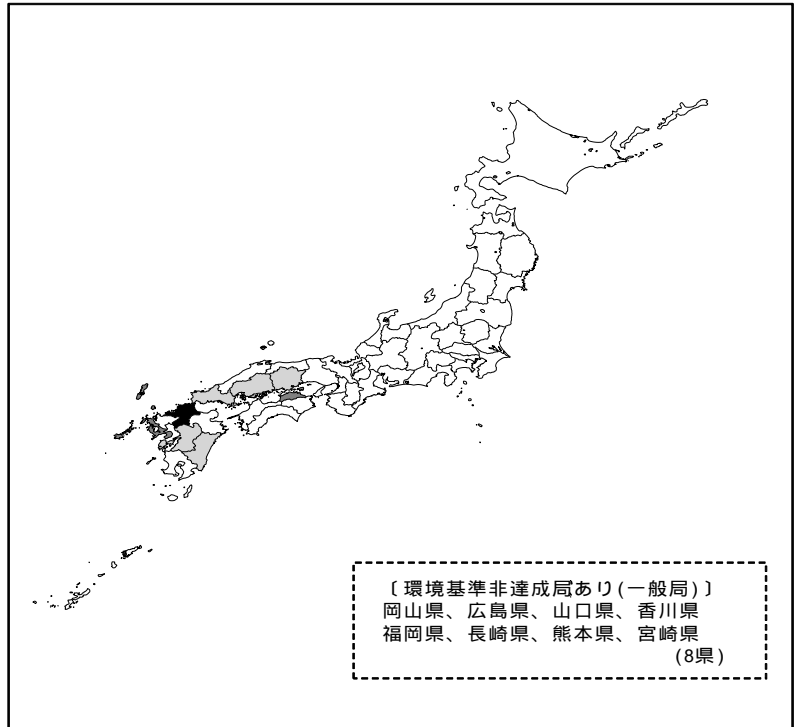 〔環境基準非達成局あり(一般局)〕
岡山県、広島県、山口県、香川県
福岡県、長崎県、熊本県、宮崎県
(8県)